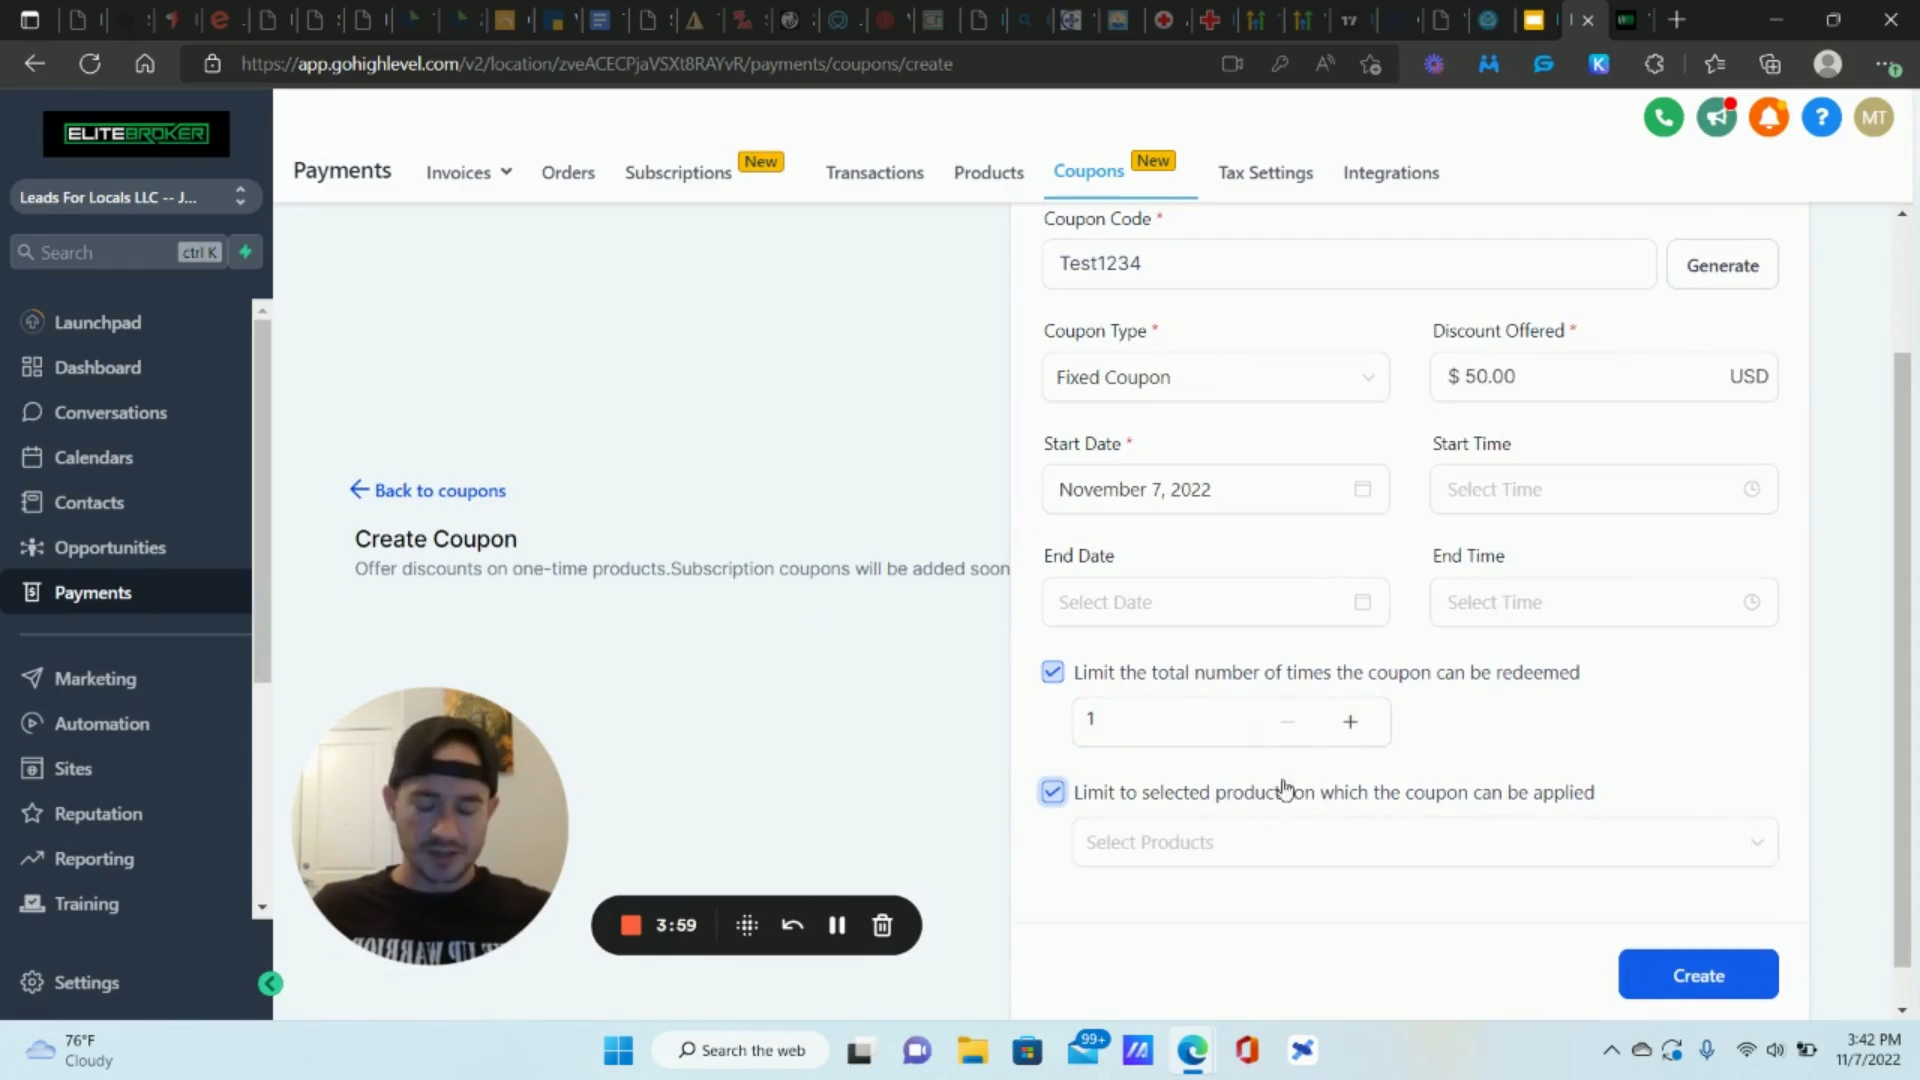 https://app.gohighlevel.com/v2/location/zveACECPjaVSXt8RAYvR/payments/coupons/create
ELITEBROKER
Leads For Locals LLC -- J...
Search
ctrl K
Launchpad
Dashboard
Conversations
Calendars
Contacts
Opportunities
Payments
Marketing
Automation
Sites
Reputation
Reporting
Training
Settings
MT
Payments
Invoices
Orders
Subscriptions
New
Transactions
Products
Coupons
New
Tax Settings
Integrations
Back to coupons
Create Coupon
Offer discounts on one-time products.Subscription coupons will be added soon
Coupon Code *
Test1234
Generate
Coupon Type *
Discount Offered *
Fixed Coupon
$ 50.00
USD
Start Date *
Start Time
November 7, 2022
Select Time
End Date
End Time
Select Date
Select Time
Limit the total number of times the coupon can be redeemed
1
Limit to selected product on which the coupon can be applied
Select Products
Create
3:59
76°F
Cloudy
Search the web
99+
3:42 PM
11/7/2022